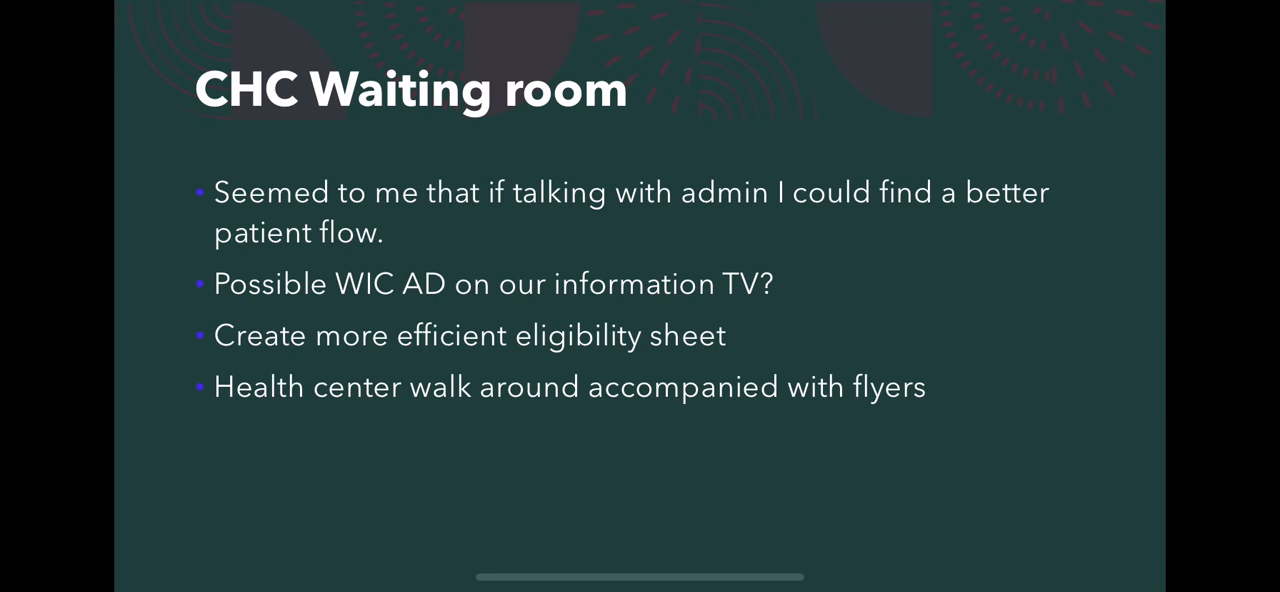 CHC Waiting room
• Seemed to me that if talking with admin I could find a better
patient flow.
• Possible WIC AD on our information TV?
• Create more efficient eligibility sheet
• Health center walk around accompanied with flyers